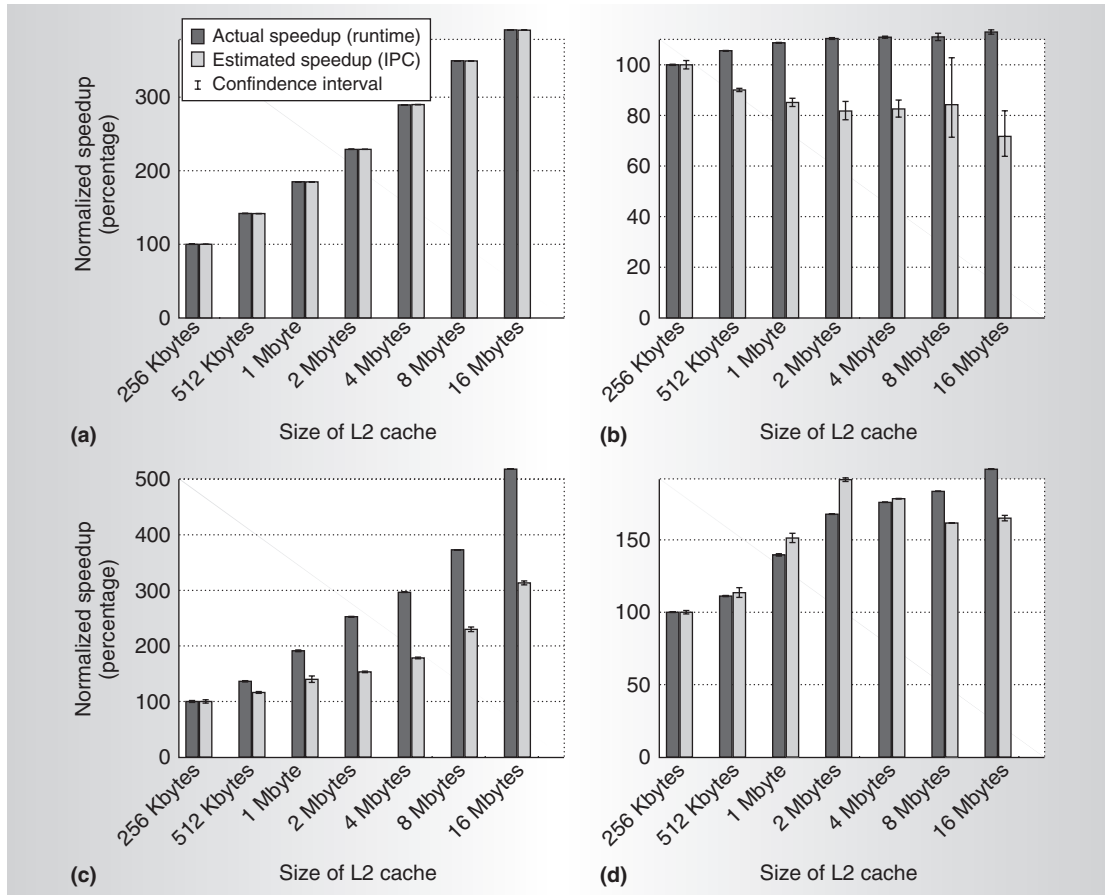 Actual speedup (runtime)
Estimated speedup (IPC)
Confindence interval
Normalized speedup
(percentage)
300
200
100
0
256 Kbytes
512 Kbytes
1 Mbyte
2 Mbytes
4 Mbytes
8 Mbytes
16 Mbytes
(a)
Size of L2 cache
100
80
60
40
20
0
256 Kbytes
512 Kbytes
1 Mbyte
2 Mbytes
4 Mbytes
8 Mbytes
16 Mbytes
(b)
Size of L2 cache
Normalized speedup
(percentage)
500
400
300
200
100
0
256 Kbytes
512 Kbytes
1 Mbyte
2 Mbytes
4 Mbytes
8 Mbytes
16 Mbytes
(c)
Size of L2 cache
150
100
50
0
256 Kbytes
512 Kbytes
1 Mbyte
2 Mbytes
4 Mbytes
8 Mbytes
16 Mbytes
(d)
Size of L2 cache